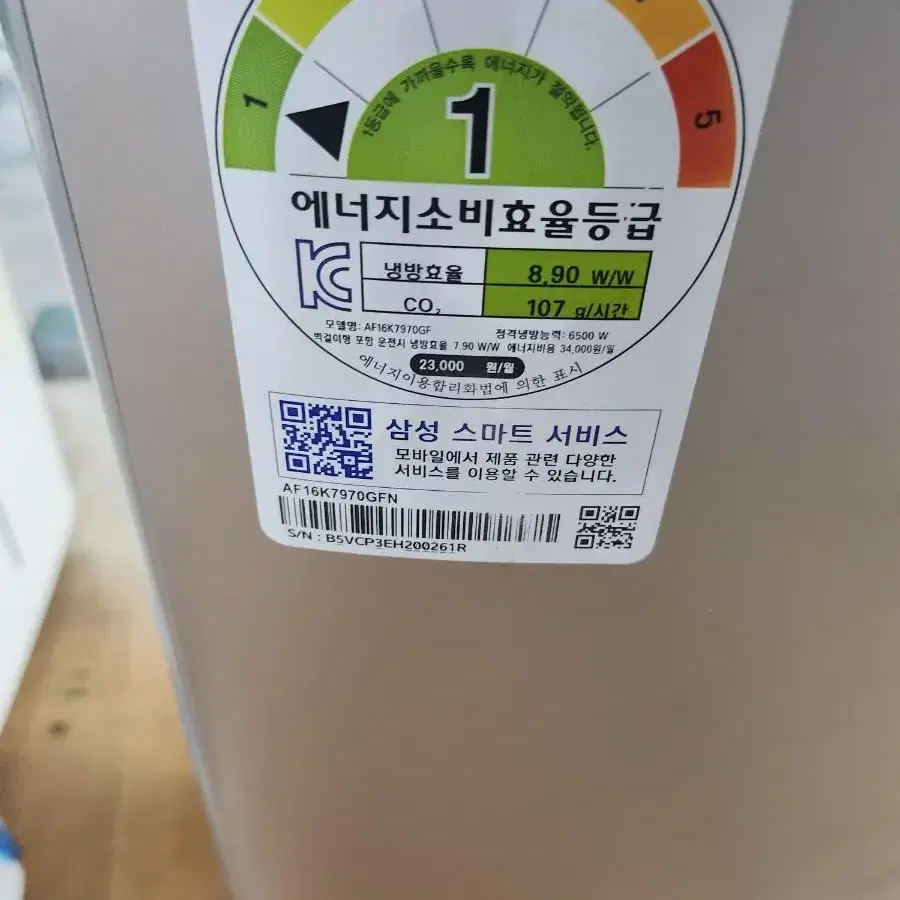 1
5
1등급에 가까울수록 에너지가 절약됩니다.
1
에너지소비효율등급
냉방효율 8.90 W/W
CO₂ 107 g/시간
모델명: AF16K7970GF 정격냉방능력: 6500 W
벽걸이형 포함 운전시 냉방효율 7.90 W/W 에너지비용 34,000원/월
23,000 원/월
에너지이용합리화법에 의한 표시
삼성 스마트 서비스
모바일에서 제품 관련 다양한
서비스를 이용할 수 있습니다.
AF16K7970GFN
S/N : B5VCP3EH200261R